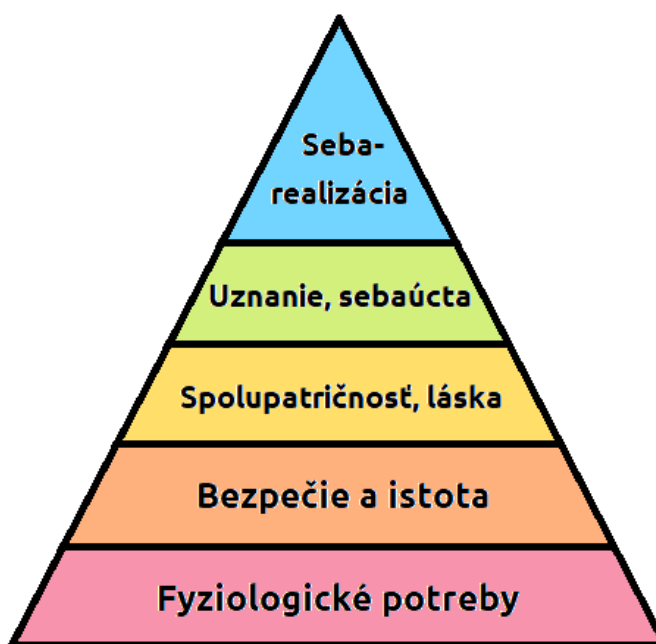 Seba-
realizácia
Uznanie, sebaúcta
Spolupatričnosť, láska
Bezpečie a istota
Fyziologické potreby